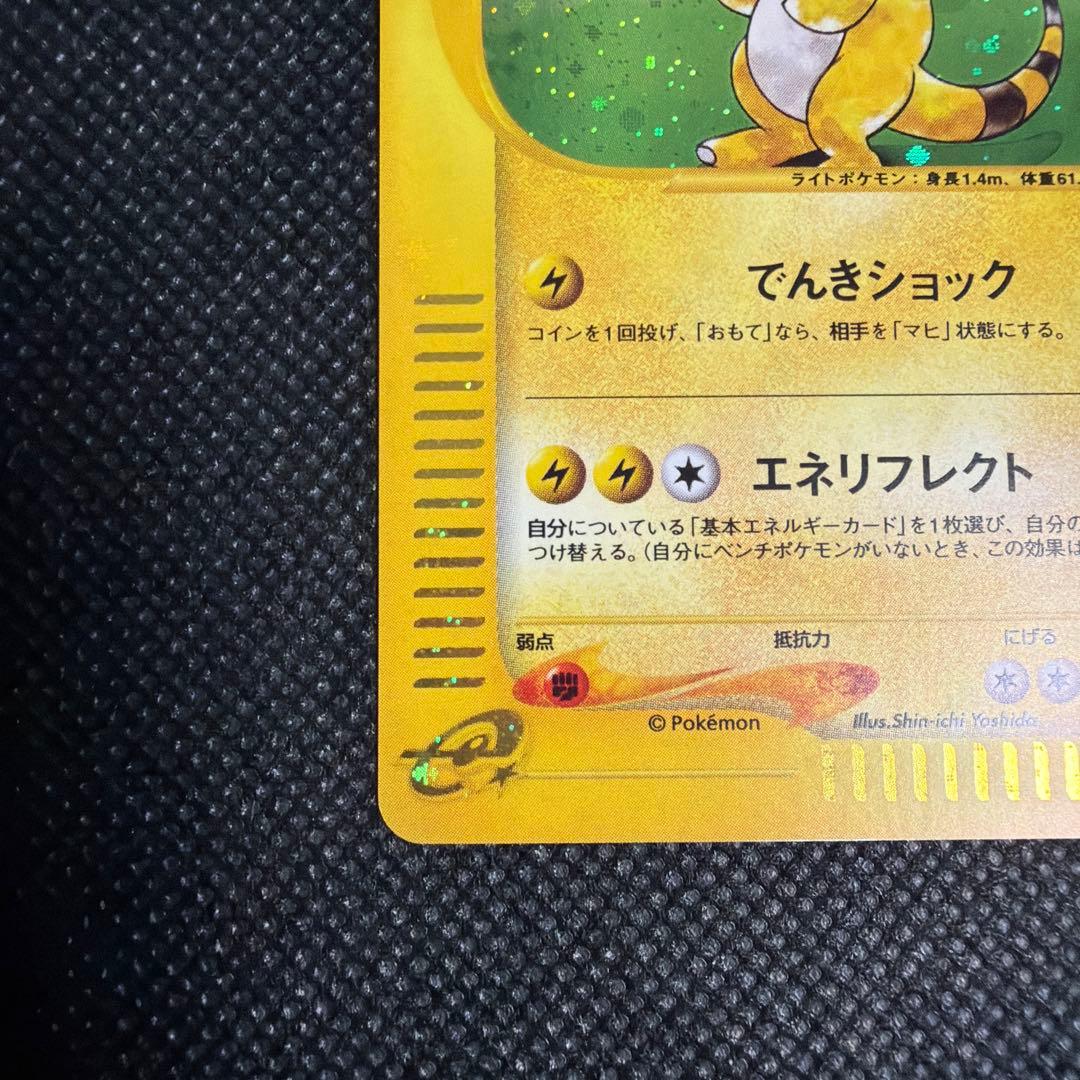 ライトポケモン：身長1.4m、体重61.
でんきショック
コインを1回投げ、「おもて」なら、相手を「マヒ」状態にする。
エネリフレクト
自分についている「基本エネルギーカード」を1枚選び、自分の
つけ替える。（自分にベンチポケモンがいないとき、この効果は
弱点 抵抗力 にげる
© Pokémon Illus.Shin-ichi Yoshida